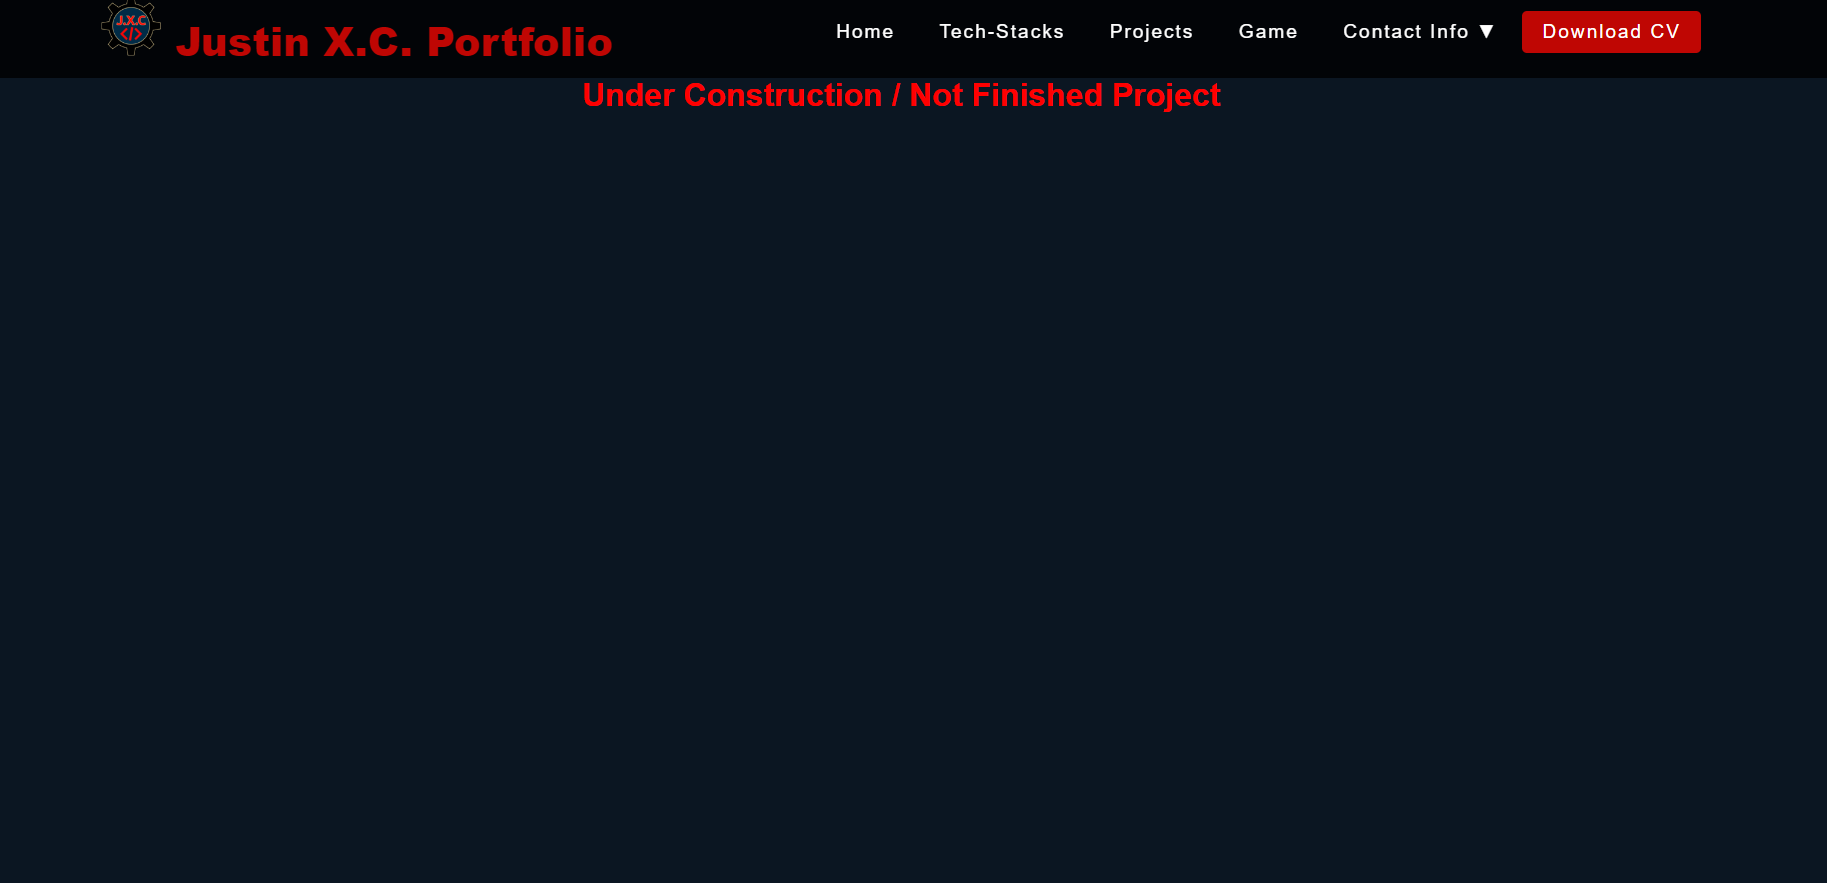 J.X.C
</>
Justin X.C. Portfolio
Home Tech-Stacks Projects Game Contact Info ▼ Download CV
Under Construction / Not Finished Project